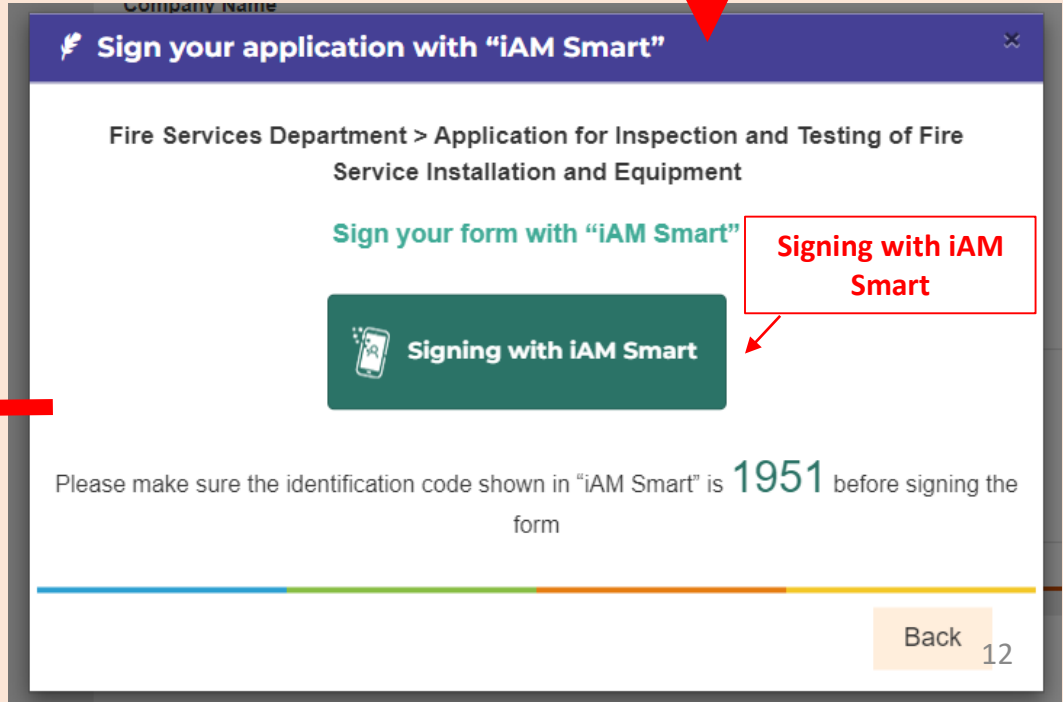 Company Name
Sign your application with “iAM Smart”
×
Fire Services Department > Application for Inspection and Testing of Fire
Service Installation and Equipment
Sign your form with “iAM Smart”
Signing with iAM
Smart
Signing with iAM Smart
Please make sure the identification code shown in “iAM Smart” is 1951 before signing the
form
Back
12